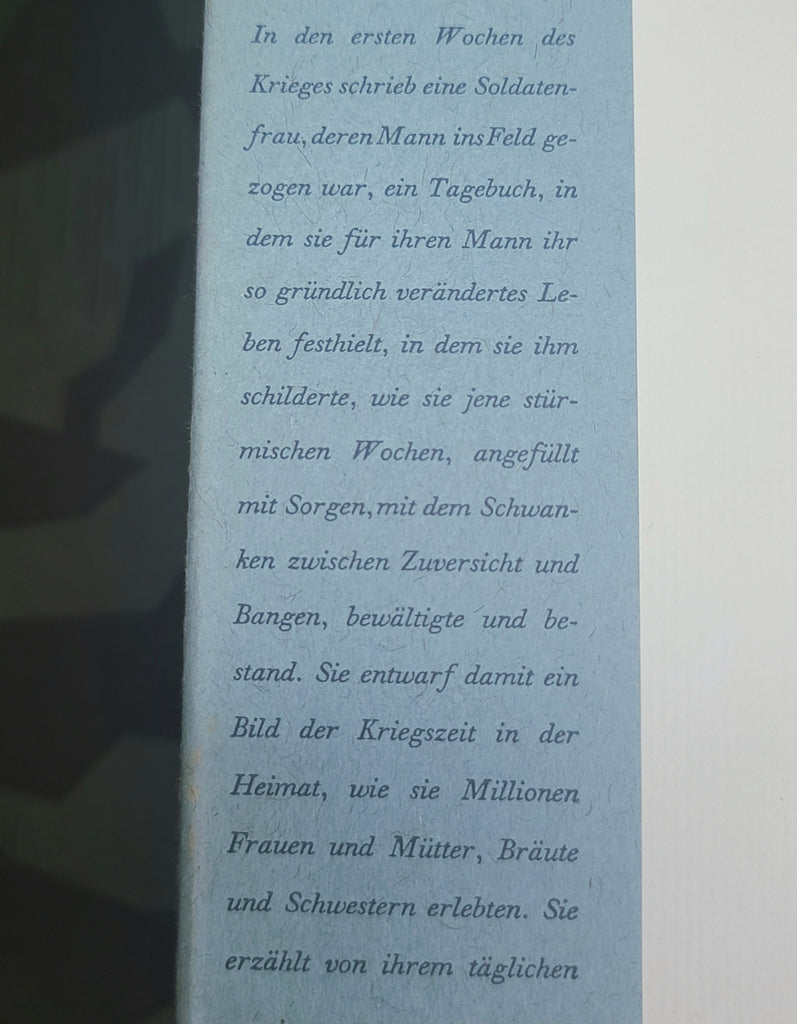 In den ersten Wochen des
Krieges schrieb eine Soldaten-
frau, deren Mann ins Feld ge-
zogen war, ein Tagebuch, in
dem sie für ihren Mann ihr
so gründlich verändertes Le-
ben festhielt, in dem sie ihm
schilderte, wie sie jene stür-
mischen Wochen, angefüllt
mit Sorgen, mit dem Schwan-
ken zwischen Zuversicht und
Bangen, bewältigte und be-
stand. Sie entwarf damit ein
Bild der Kriegszeit in der
Heimat, wie sie Millionen
Frauen und Mütter, Bräute
und Schwestern erlebten. Sie
erzählt von ihrem täglichen